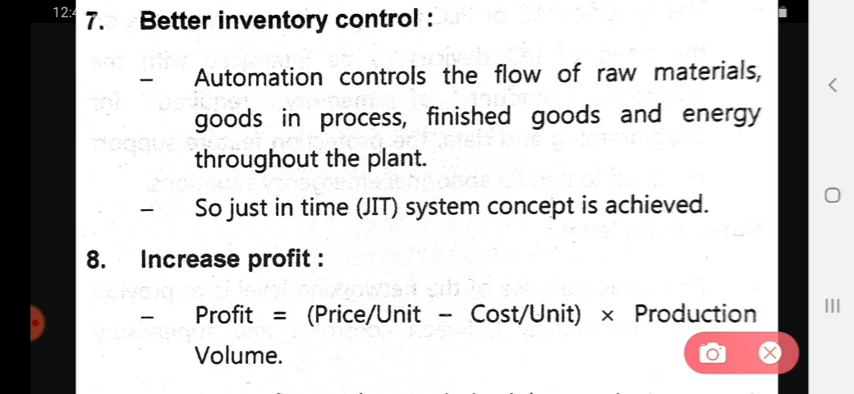 12:4
7. Better inventory control :
– Automation controls the flow of raw materials,
goods in process, finished goods and energy
throughout the plant.
– So just in time (JIT) system concept is achieved.
8. Increase profit :
– Profit = (Price/Unit – Cost/Unit) × Production
Volume.